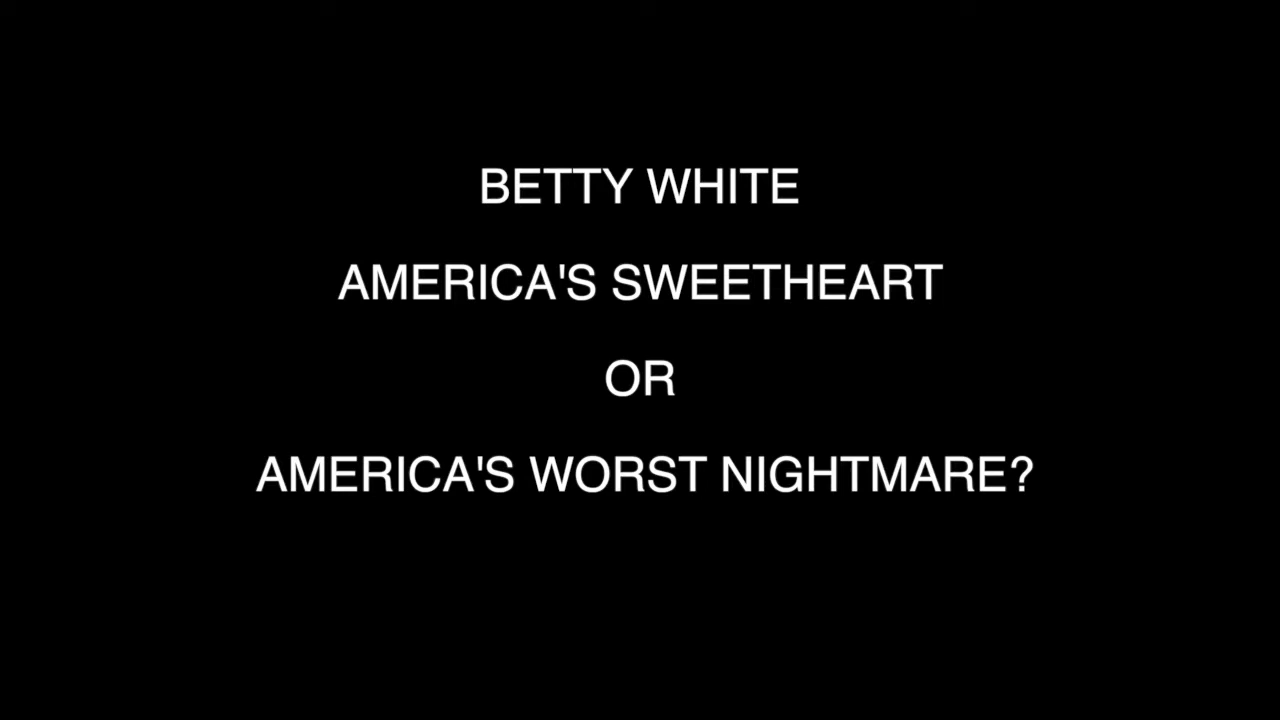 BETTY WHITE
AMERICA'S SWEETHEART
OR
AMERICA'S WORST NIGHTMARE?